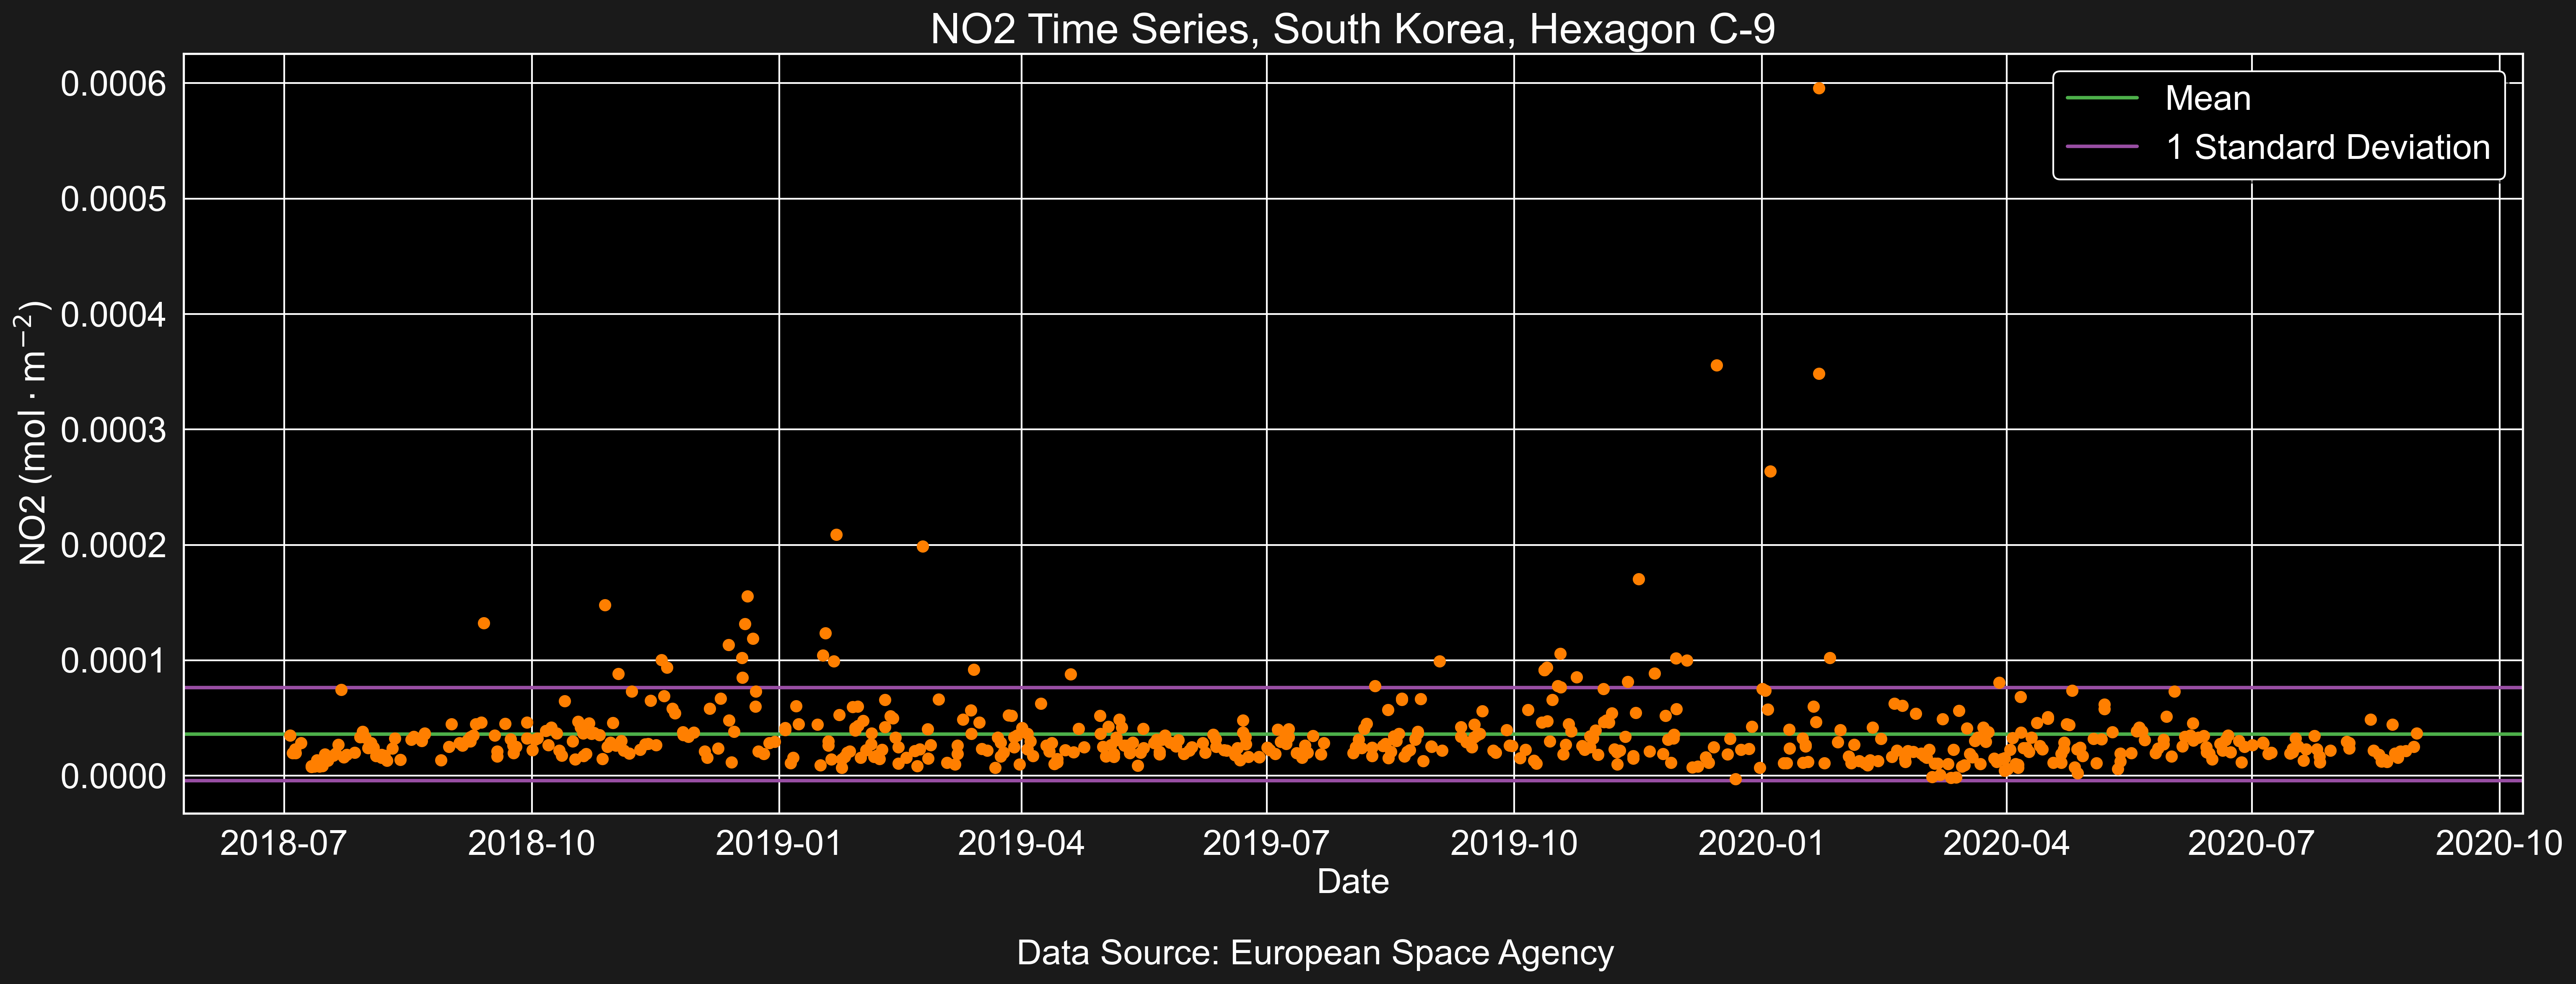 NO2 Time Series, South Korea, Hexagon C-9
Mean
1 Standard Deviation
NO2 (mol · m⁻²)
0.0006
0.0005
0.0004
0.0003
0.0002
0.0001
0.0000
2018-07 2018-10 2019-01 2019-04 2019-07 2019-10 2020-01 2020-04 2020-07 2020-10
Date
Data Source: European Space Agency